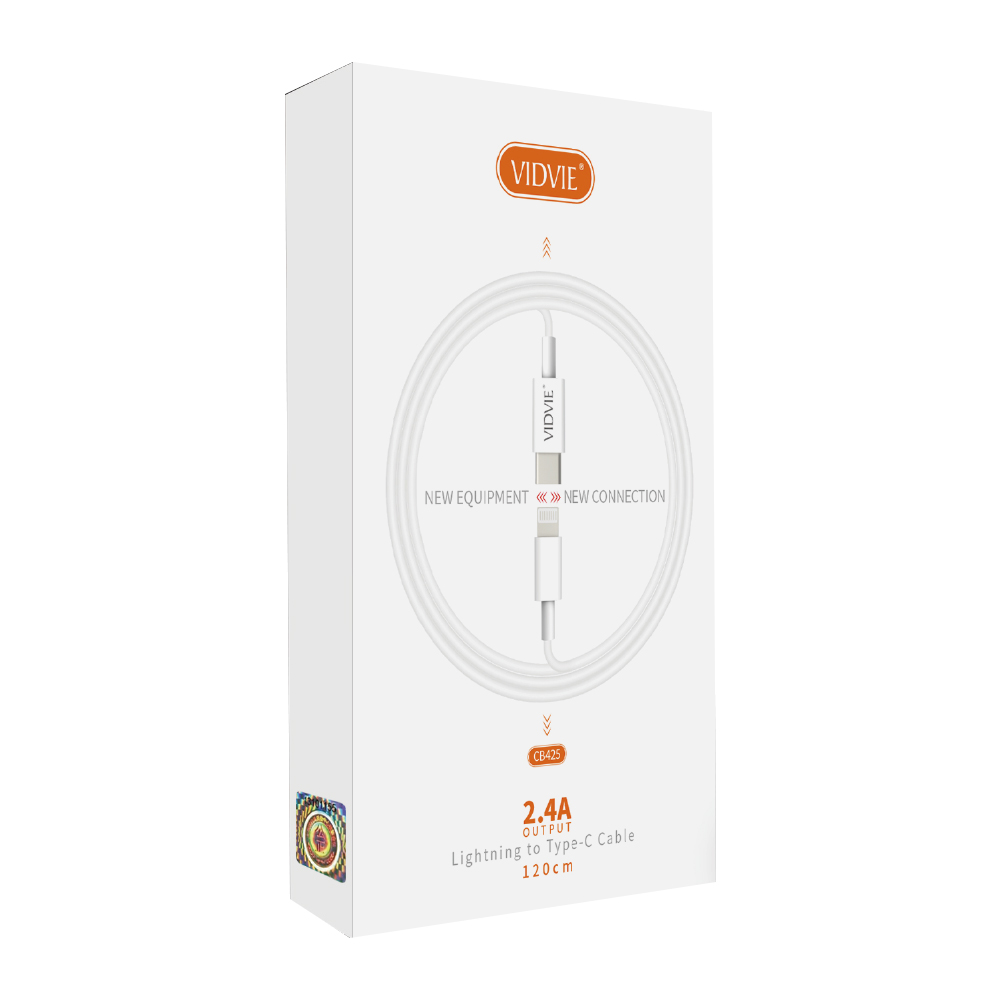 VIDVIE®
VIDVIE®
NEW EQUIPMENT
NEW CONNECTION
CB425
2.4A
OUTPUT
Lightning to Type-C Cable
120cm